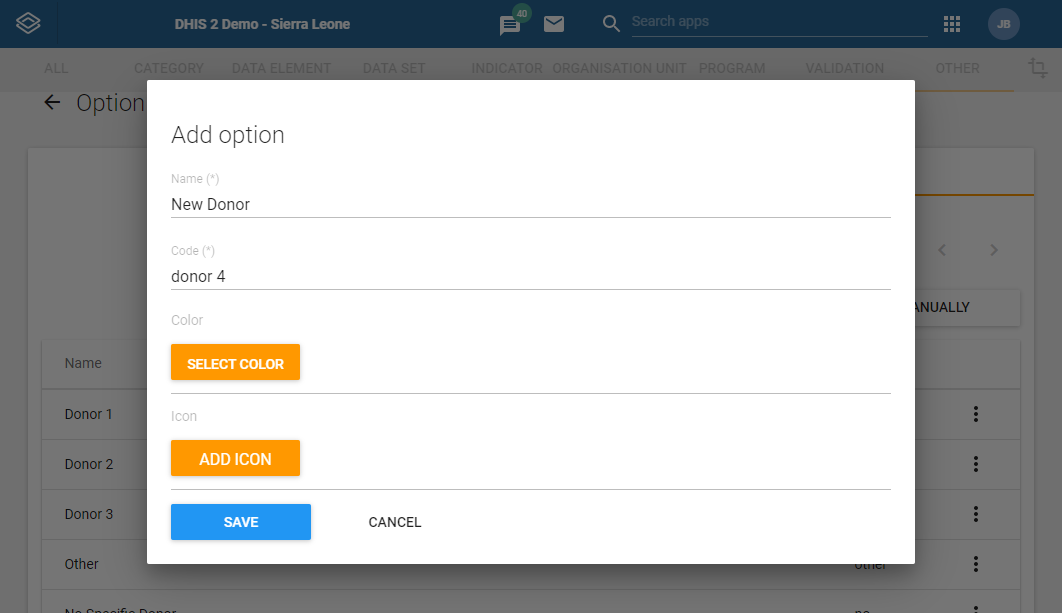 DHIS 2 Demo - Sierra Leone
40
Search apps
JB
ALL CATEGORY DATA ELEMENT DATA SET INDICATOR ORGANISATION UNIT PROGRAM VALIDATION OTHER
Option
Add option
Name (*)
New Donor
Code (*)
donor 4
Color
ANUALLY
SELECT COLOR
Name
Donor 1
Icon
ADD ICON
Donor 2
Donor 3
SAVE CANCEL
Other other
No Specific Donor no